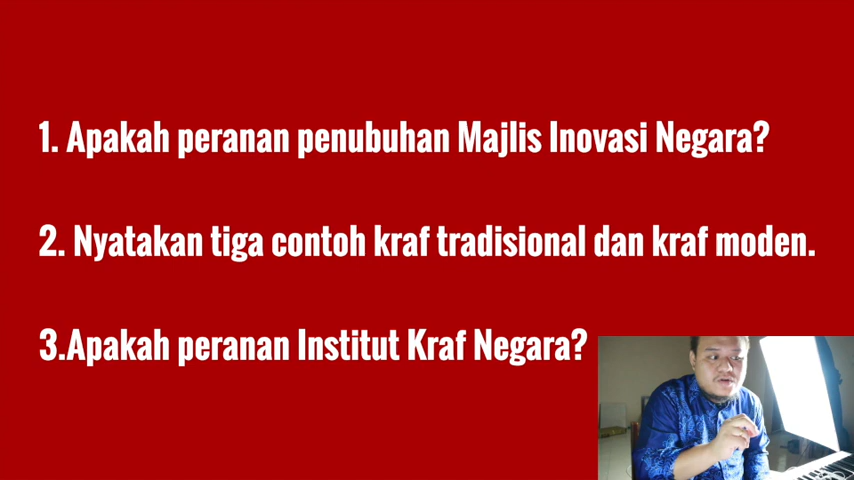 1. Apakah peranan penubuhan Majlis Inovasi Negara?
2. Nyatakan tiga contoh kraf tradisional dan kraf moden.
3.Apakah peranan Institut Kraf Negara?